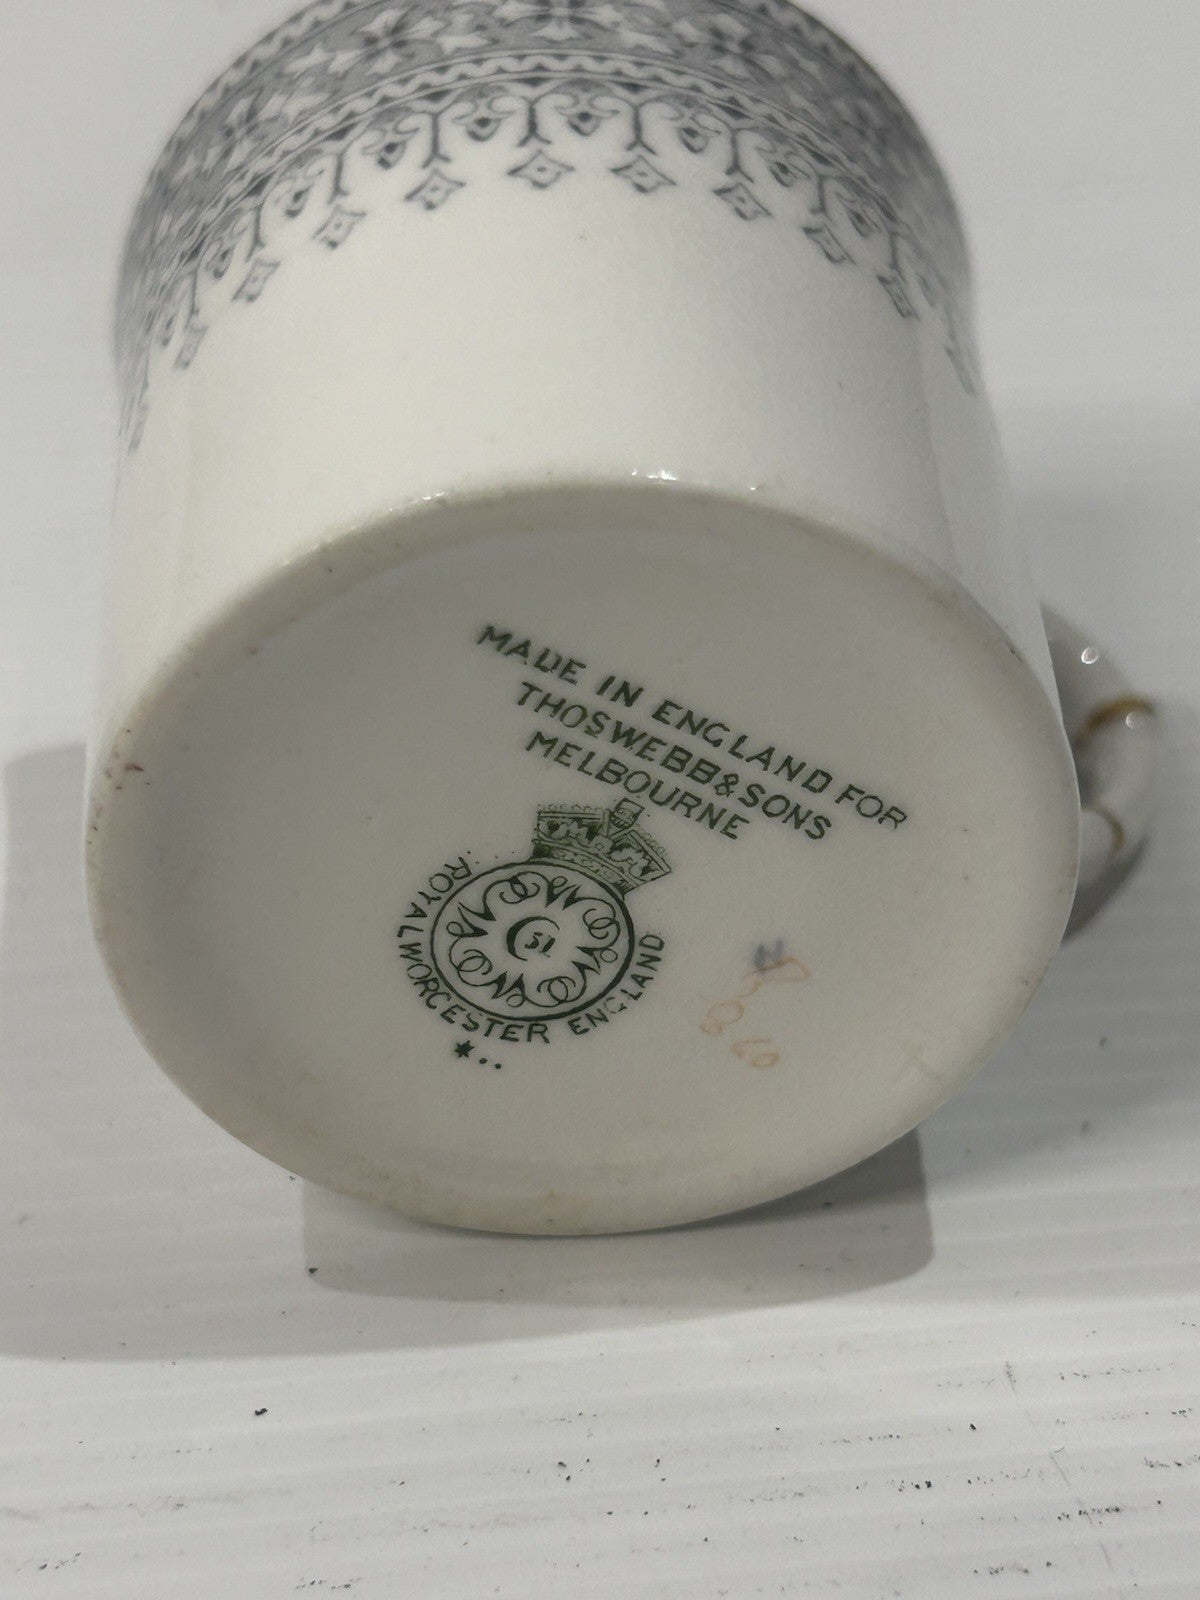 MADE IN ENGLAND FOR
THOS WEBB & SONS
MELBOURNE
51
ROYAL WORCESTER ENGLAND